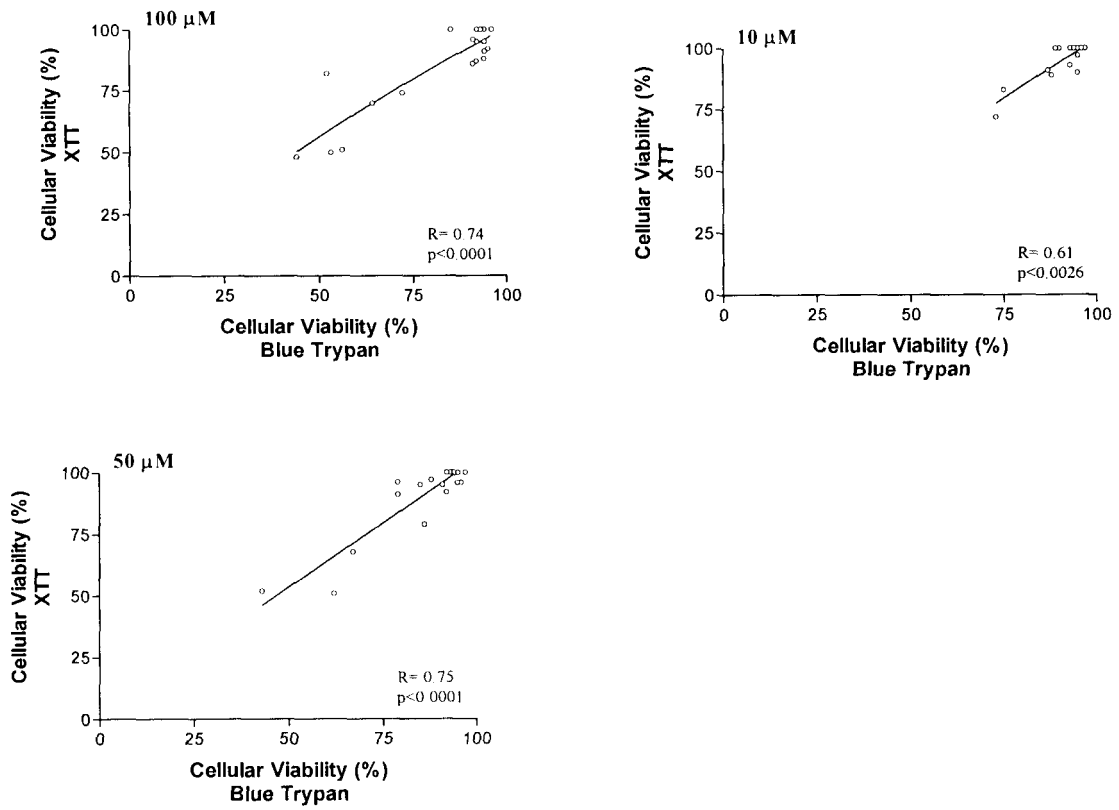 100 μM
100
75
50
25
0
Cellular Viability (%)
XTT
R= 0.74
p<0.0001
0 25 50 75 100
Cellular Viability (%)
Blue Trypan
10 μM
100
75
50
25
0
Cellular Viability (%)
XTT
R= 0.61
p<0.0026
0 25 50 75 100
Cellular Viability (%)
Blue Trypan
50 μM
100
75
50
25
0
Cellular Viability (%)
XTT
R= 0.75
p<0 0001
0 25 50 75 100
Cellular Viability (%)
Blue Trypan